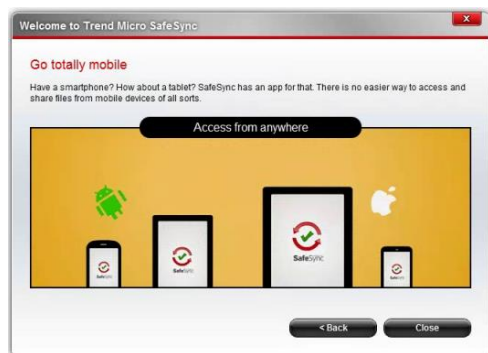 Welcome to Trend Micro SafeSync
X
Go totally mobile
Have a smartphone? How about a tablet? SafeSync has an app for that. There is no easier way to access and
share files from mobile devices of all sorts.
Access from anywhere
SafeSync
SafeSync
SafeSync
SafeSync
< Back
Close